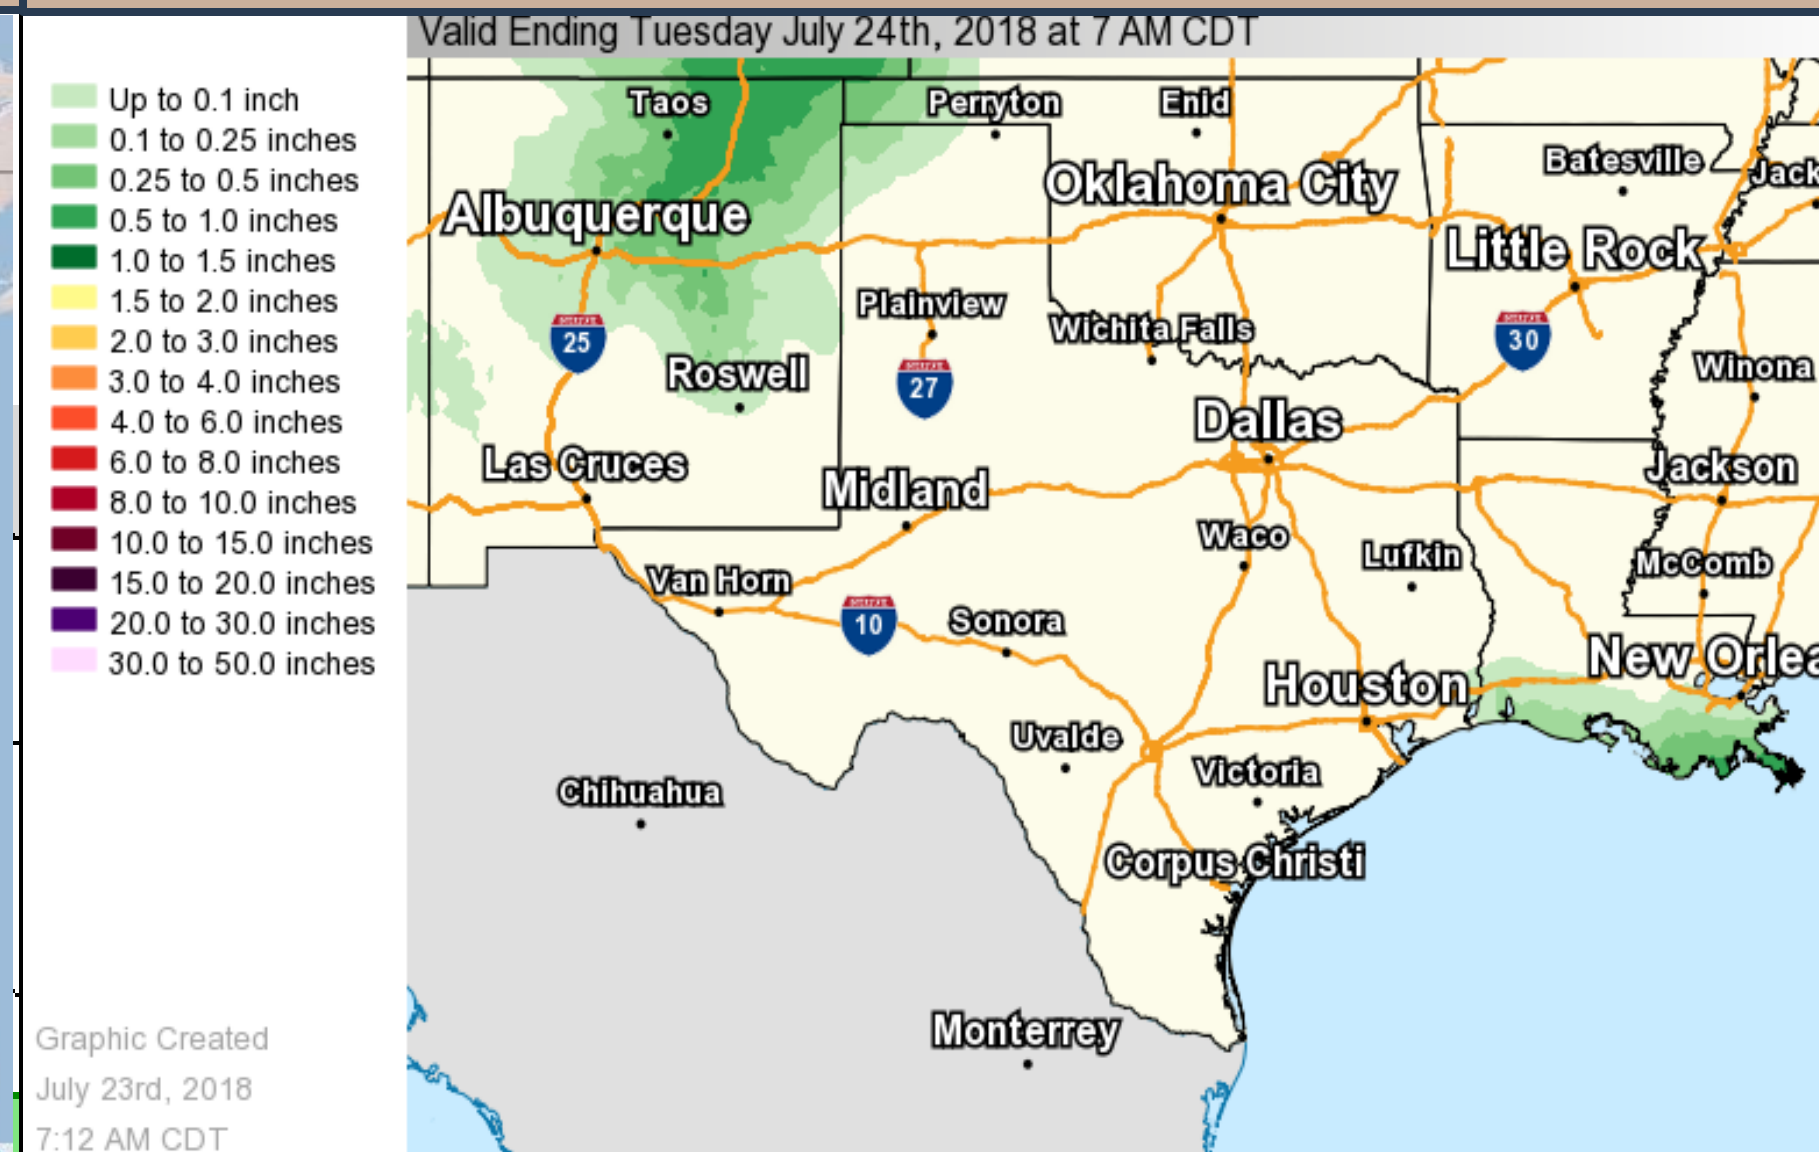 Valid Ending Tuesday July 24th, 2018 at 7 AM CDT
Up to 0.1 inch
0.1 to 0.25 inches
0.25 to 0.5 inches
0.5 to 1.0 inches
1.0 to 1.5 inches
1.5 to 2.0 inches
2.0 to 3.0 inches
3.0 to 4.0 inches
4.0 to 6.0 inches
6.0 to 8.0 inches
8.0 to 10.0 inches
10.0 to 15.0 inches
15.0 to 20.0 inches
20.0 to 30.0 inches
30.0 to 50.0 inches
Graphic Created
July 23rd, 2018
7:12 AM CDT
Taos
Perryton
Enid
Batesville
Jack
Oklahoma City
Albuquerque
Little Rock
Plainview
Wichita Falls
25
30
Roswell
27
Winona
Dallas
Las Cruces
Jackson
Midland
Waco
Lufkin
McComb
Van Horn
10
Sonora
New Orlea
Houston
Uvalde
Victoria
Chihuahua
Corpus Christi
Monterrey